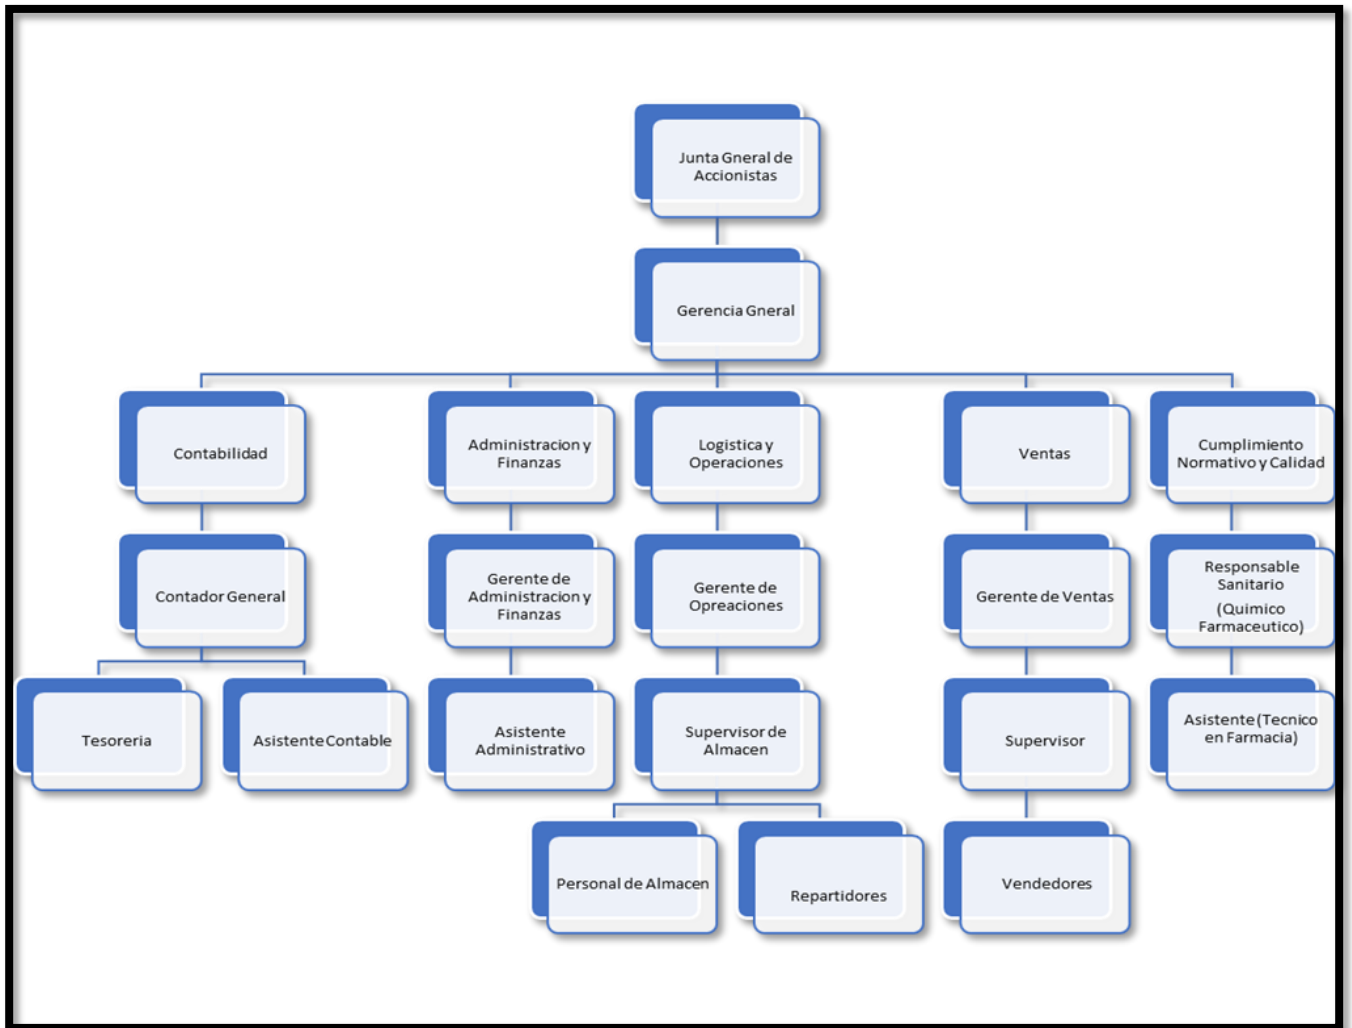 Junta Gneral de
Accionistas
Gerencia Gneral
Contabilidad
Administracion y
Finanzas
Logistica y
Operaciones
Ventas
Cumplimiento
Normativo y Calidad
Contador General
Gerente de
Administracion y
Finanzas
Gerente de
Opreaciones
Gerente de Ventas
Responsable
Sanitario
(Quimico
Farmaceutico)
Tesoreria
Asistente Contable
Asistente
Administrativo
Supervisor de
Almacen
Supervisor
Asistente (Tecnico
en Farmacia)
Personal de Almacen
Repartidores
Vendedores